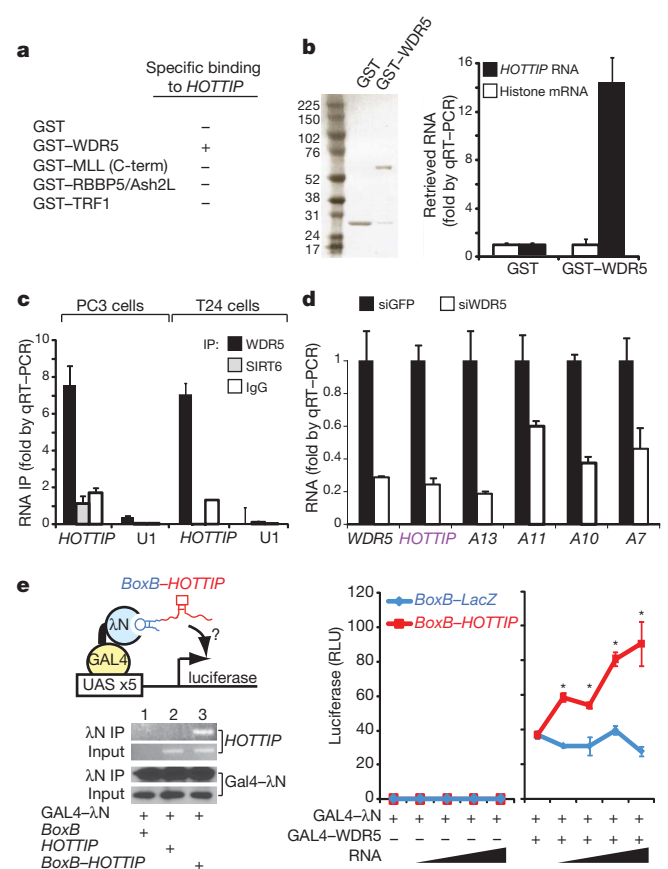 a
Specific binding
to HOTTIP
GST –
GST–WDR5 +
GST–MLL (C-term) –
GST–RBBP5/Ash2L –
GST–TRF1 –
b
GST
GST–WDR5
225
150
102
76
52
38
31
24
17
Retrieved RNA
(fold by qRT–PCR)
16
12
8
4
0
HOTTIP RNA
Histone mRNA
GST GST–WDR5
c
PC3 cells T24 cells
RNA IP (fold by qRT–PCR)
10
8
6
4
2
0
IP: WDR5
SIRT6
IgG
HOTTIP U1 HOTTIP U1
d
siGFP siWDR5
RNA (fold by qRT–PCR)
1
0.8
0.6
0.4
0.2
0
WDR5 HOTTIP A13 A11 A10 A7
e
BoxB–HOTTIP
λN
?
GAL4
UAS x5
luciferase
1 2 3
λN IP
Input
HOTTIP
λN IP
Input
Gal4–λN
GAL4–λN + + +
BoxB +
HOTTIP +
BoxB–HOTTIP +
Luciferase (RLU)
120
100
80
60
40
20
0
BoxB–LacZ
BoxB–HOTTIP
* * * *
GAL4–λN + + + + + + + + + +
GAL4–WDR5 – – – – – + + + + +
RNA